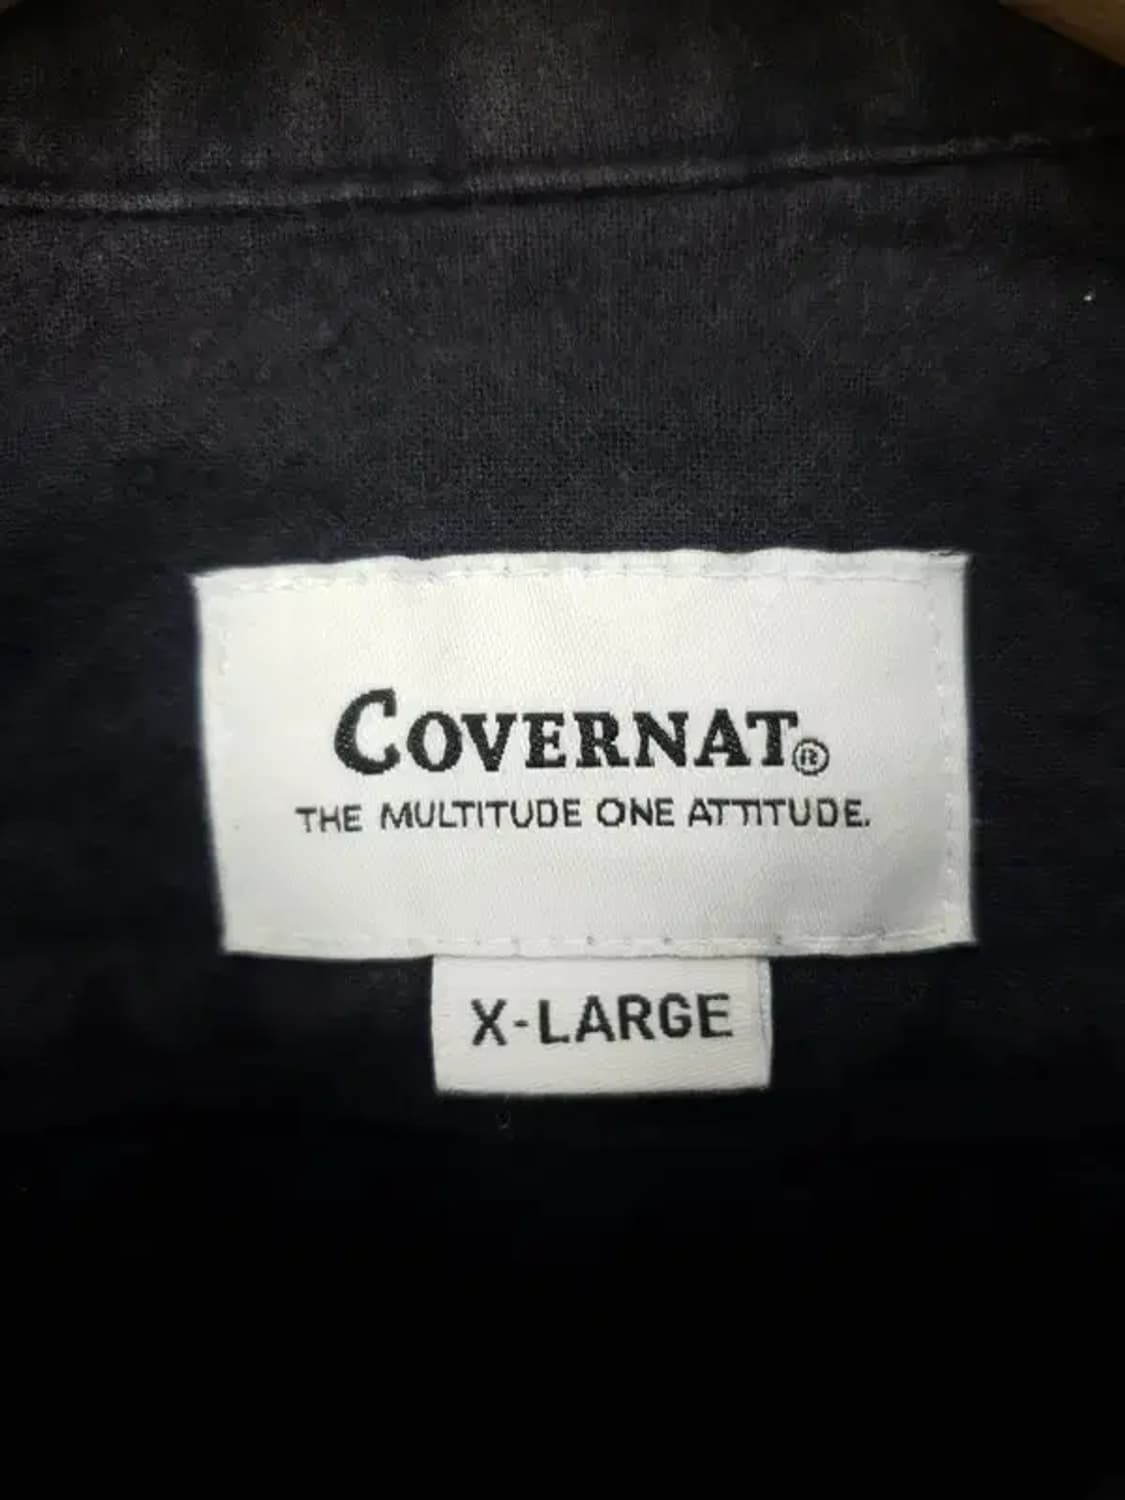 COVERNAT®
THE MULTITUDE ONE ATTITUDE.
X-LARGE